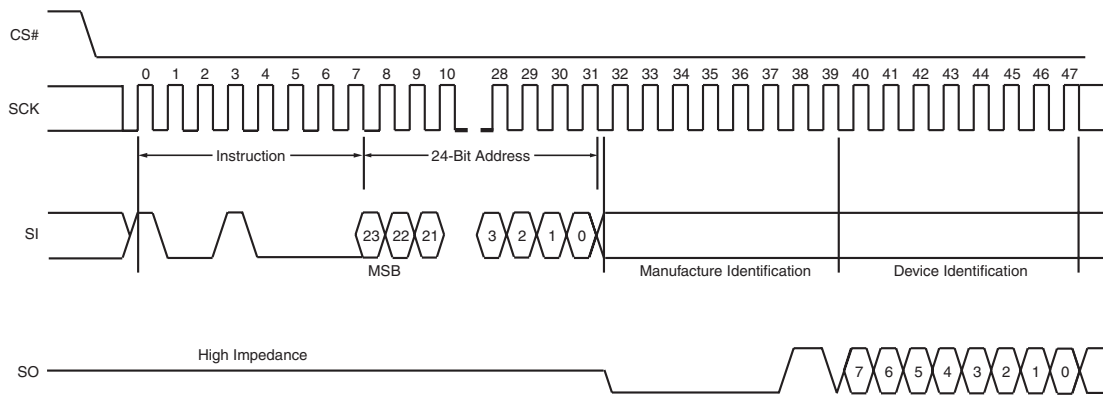 CS#
0 1 2 3 4 5 6 7 8 9 10 28 29 30 31 32 33 34 35 36 37 38 39 40 41 42 43 44 45 46 47
SCK
Instruction 24-Bit Address
SI 23 22 21 3 2 1 0
MSB Manufacture Identification Device Identification
High Impedance
SO 7 6 5 4 3 2 1 0